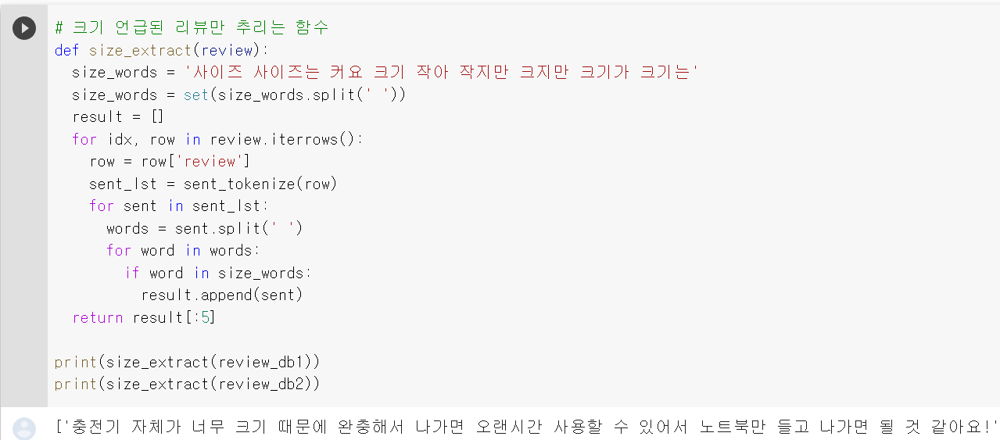 # 크기 언급된 리뷰만 추리는 함수
def size_extract(review):
  size_words = '사이즈 사이즈는 커요 크기 작아 작지만 크지만 크기가 크기는'
  size_words = set(size_words.split(' '))
  result = []
  for idx, row in review.iterrows():
    row = row['review']
    sent_lst = sent_tokenize(row)
    for sent in sent_lst:
      words = sent.split(' ')
      for word in words:
        if word in size_words:
          result.append(sent)
  return result[:5]

print(size_extract(review_db1))
print(size_extract(review_db2))
['충전기 자체가 너무 크기 때문에 완충해서 나가면 오랜시간 사용할 수 있어서 노트북만 들고 나가면 될 것 같아요!'